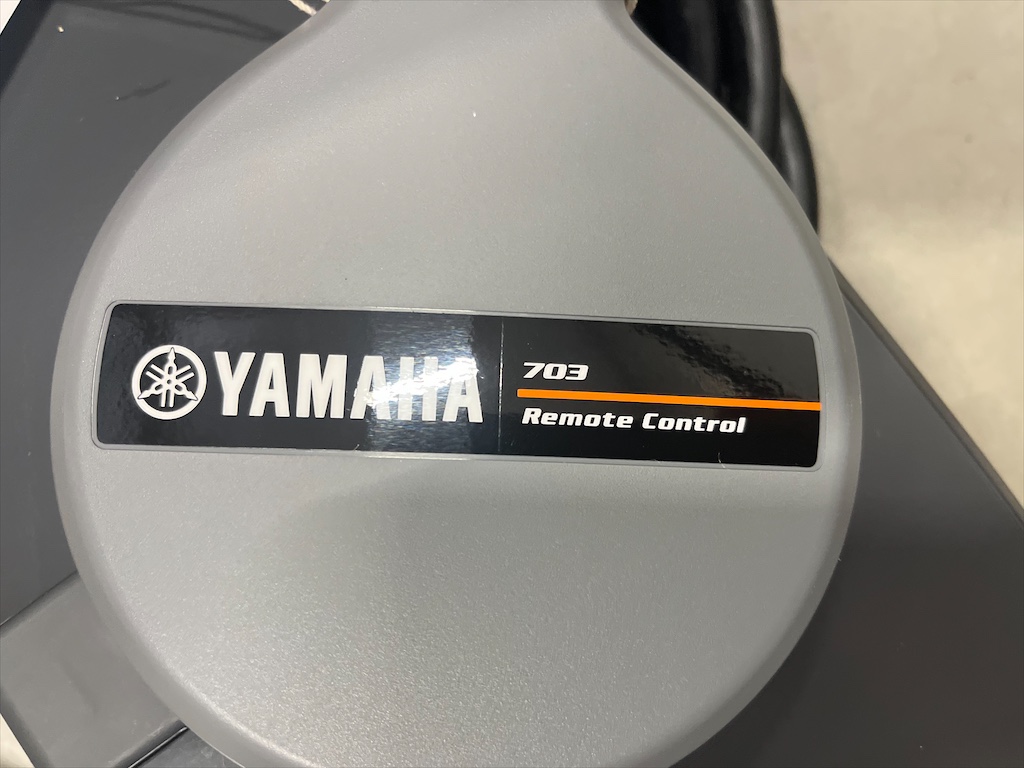 YAMAHA
703
Remote Control